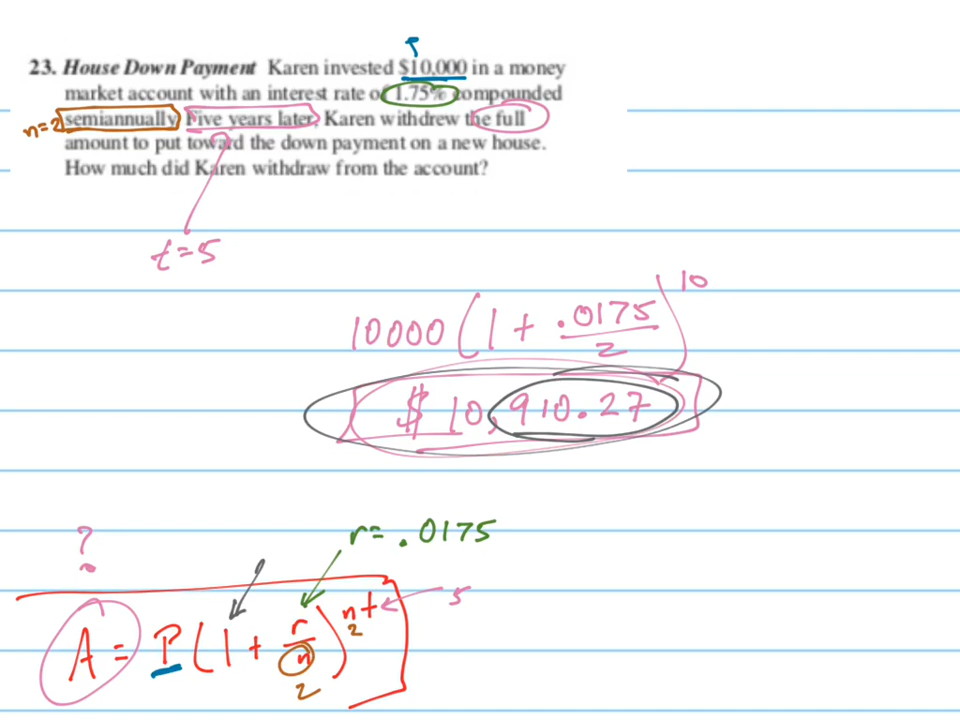 P
23. House Down Payment Karen invested $10,000 in a money
market account with an interest rate of 1.75% compounded
n=2 semiannually. Five years later, Karen withdrew the full
amount to put toward the down payment on a new house.
How much did Karen withdraw from the account?
t=5
10000(1 + .0175/2)^10
$10,910.27
?
r= .0175
5
A = P(1 + r/n)^nt
2
2